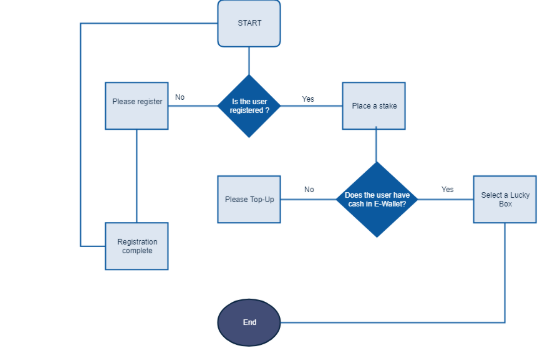 START
Is the user
registered ?
No
Yes
Please register
Place a stake
Does the user have
cash in E-Wallet?
No
Yes
Please Top-Up
Select a Lucky
Box
Registration
complete
End